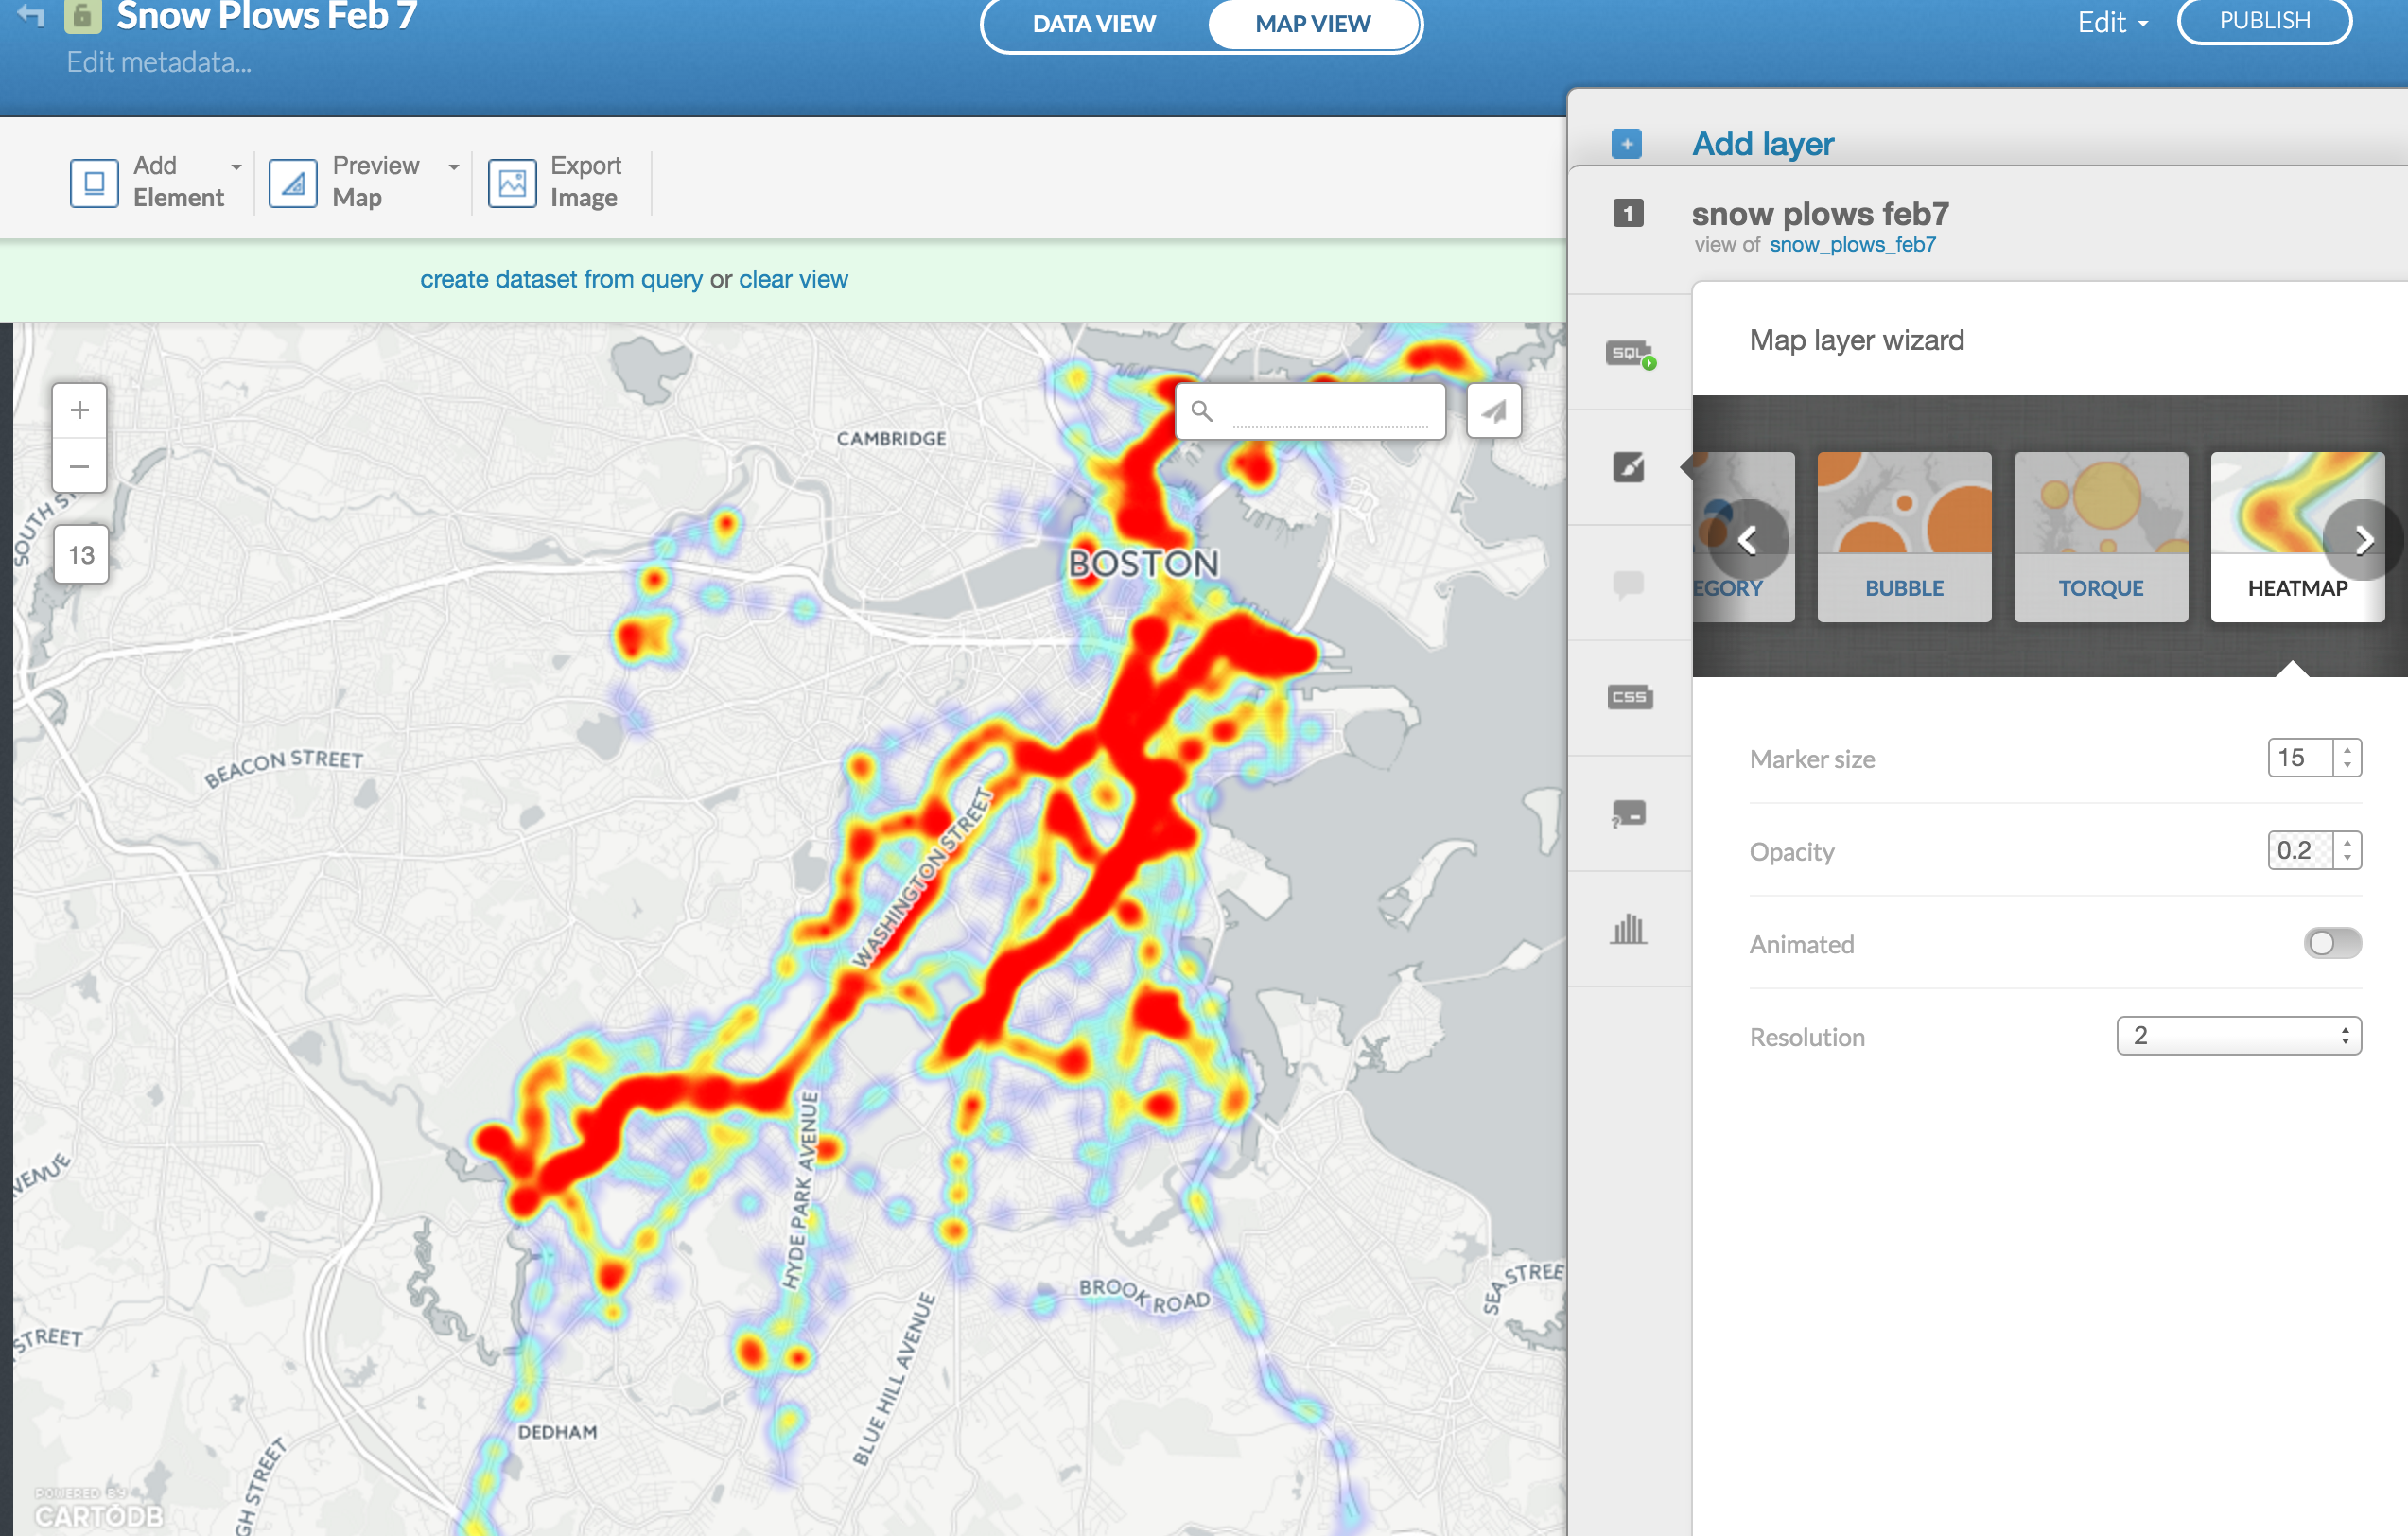 Snow Plows Feb 7
Edit metadata...
DATA VIEW
MAP VIEW
Edit
PUBLISH
Add
Element
Preview
Map
Export
Image
create dataset from query or clear view
Add layer
1
snow plows feb7
view of snow_plows_feb7
Map layer wizard
SQL
CSS
?
EGORY
BUBBLE
TORQUE
HEATMAP
Marker size
15
Opacity
0.2
Animated
Resolution
2
+
−
13
CAMBRIDGE
SOUTH ST
BOSTON
BEACON STREET
WASHINGTON STREET
HYDE PARK AVENUE
VENUE
BROOK ROAD
SEA STREE
STREET
BLUE HILL AVENUE
DEDHAM
GH STREET
POWERED BY
CARTODB